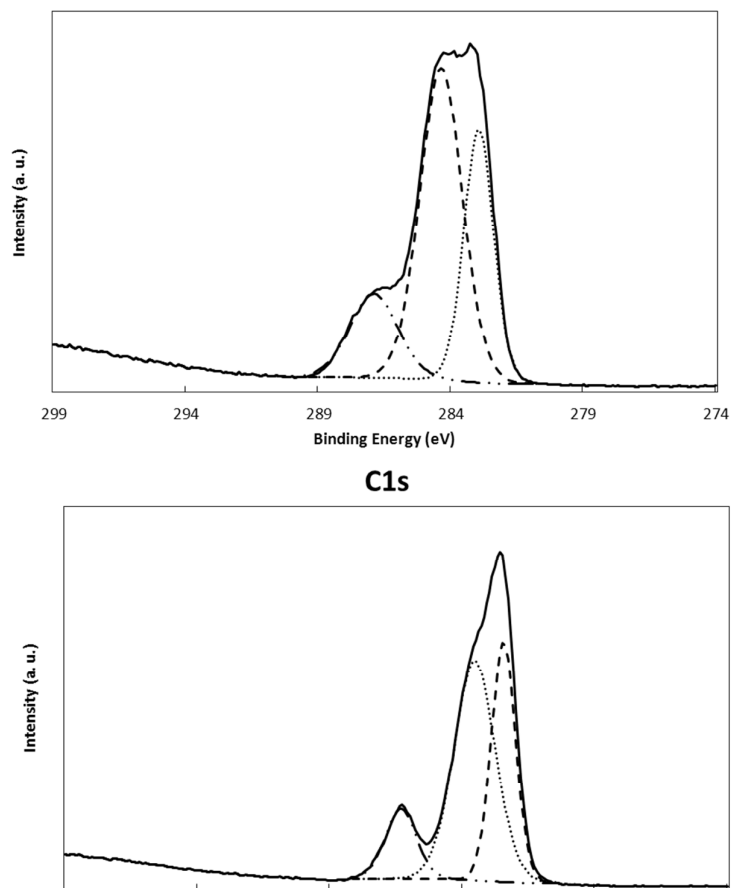 Intensity (a. u.)
299 294 289 284 279 274
Binding Energy (eV)
C1s
Intensity (a. u.)